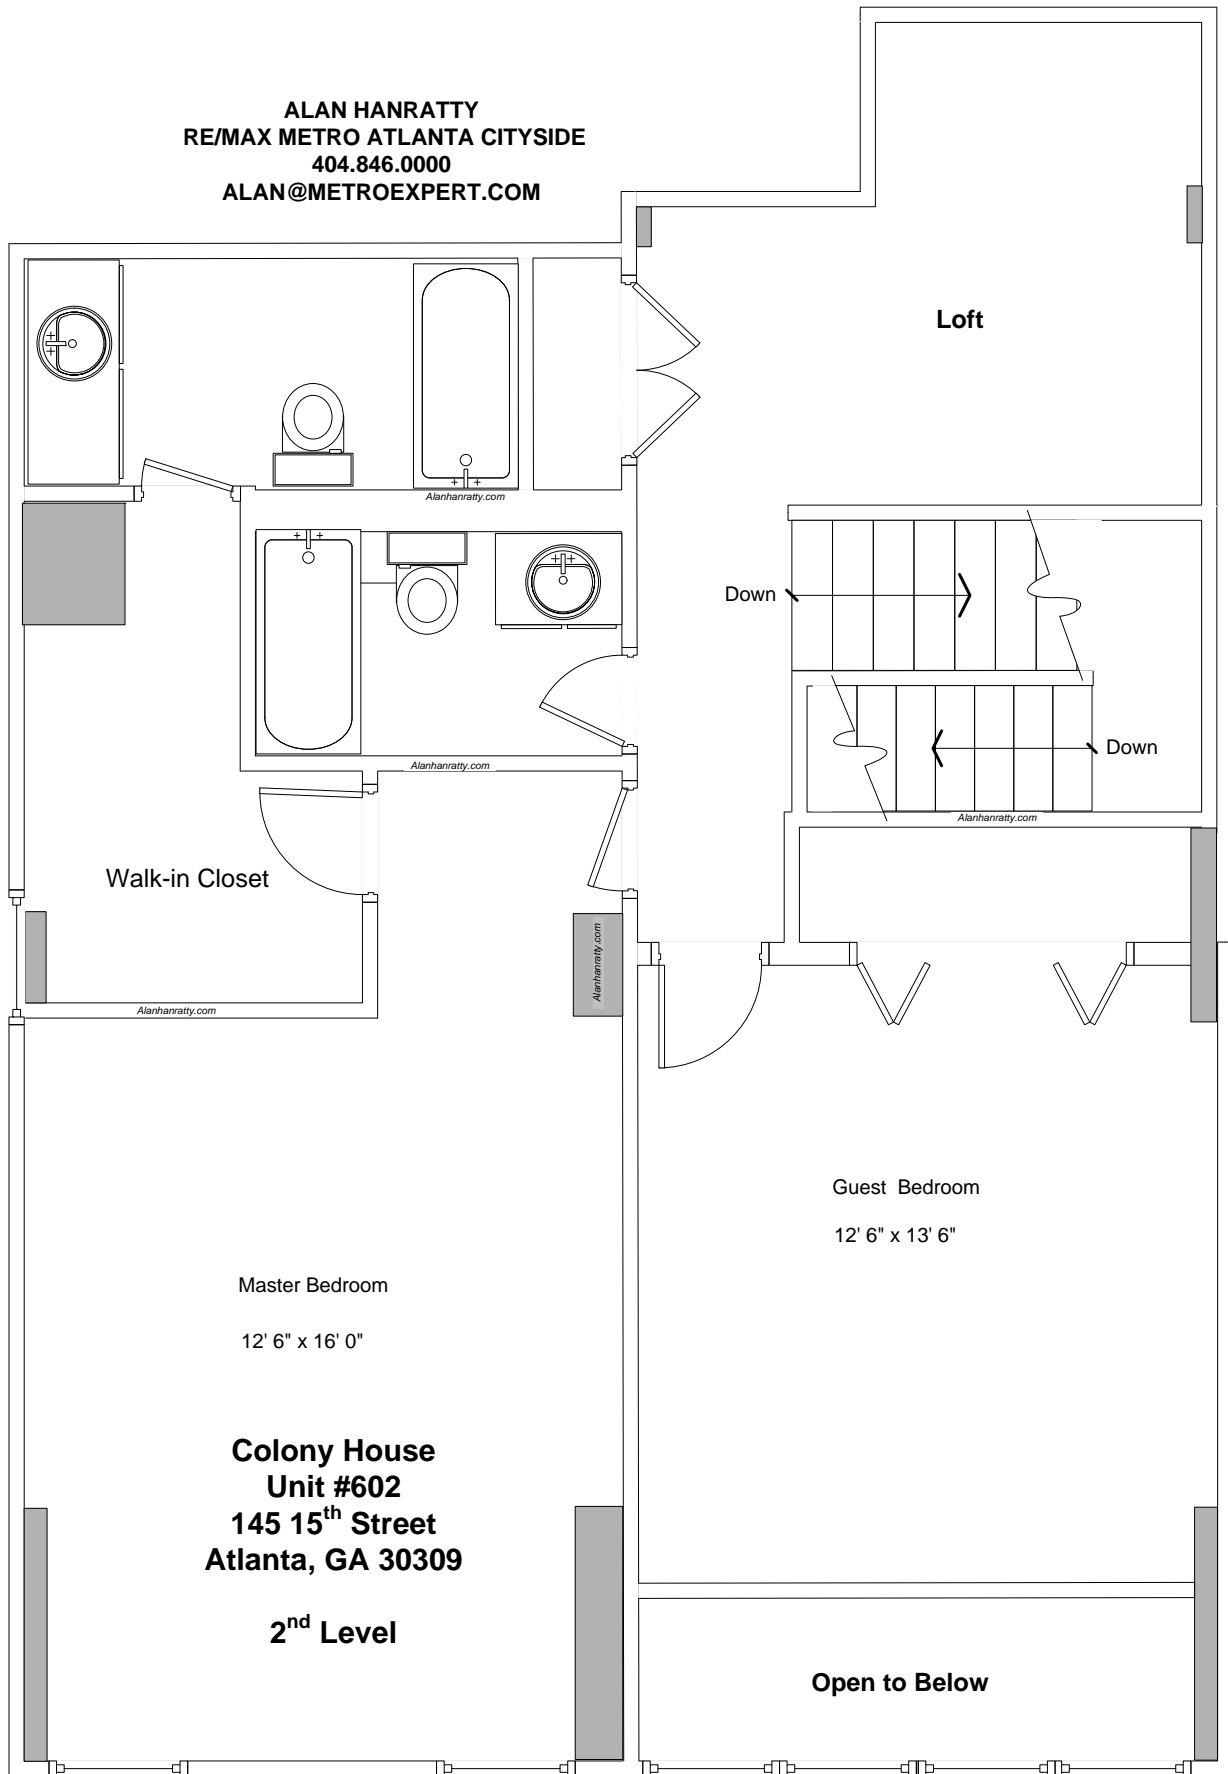 ALAN HANRATTY
RE/MAX METRO ATLANTA CITYSIDE
404.846.0000
ALAN@METROEXPERT.COM
Loft
Alanhanratty.com
Down
Down
Alanhanratty.com
Alanhanratty.com
Walk-in Closet
Alanhanratty.com
Alanhanratty.com
Guest Bedroom
12' 6" x 13' 6"
Master Bedroom
12' 6" x 16' 0"
Colony House
Unit #602
145 15th Street
Atlanta, GA 30309
2nd Level
Open to Below